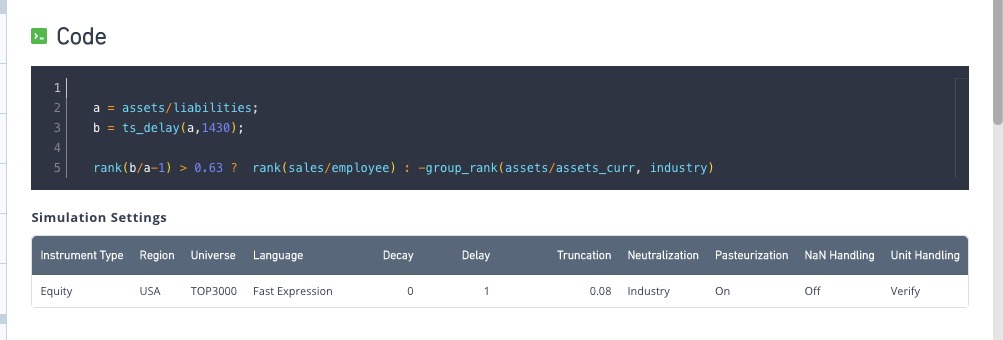 Code
1
2 a = assets/liabilities;
3 b = ts_delay(a,1430);
4
5 rank(b/a-1) > 0.63 ?  rank(sales/employee) : -group_rank(assets/assets_curr, industry)
Simulation Settings
Instrument Type Region Universe Language Decay Delay Truncation Neutralization Pasteurization NaN Handling Unit Handling
Equity USA TOP3000 Fast Expression 0 1 0.08 Industry On Off Verify